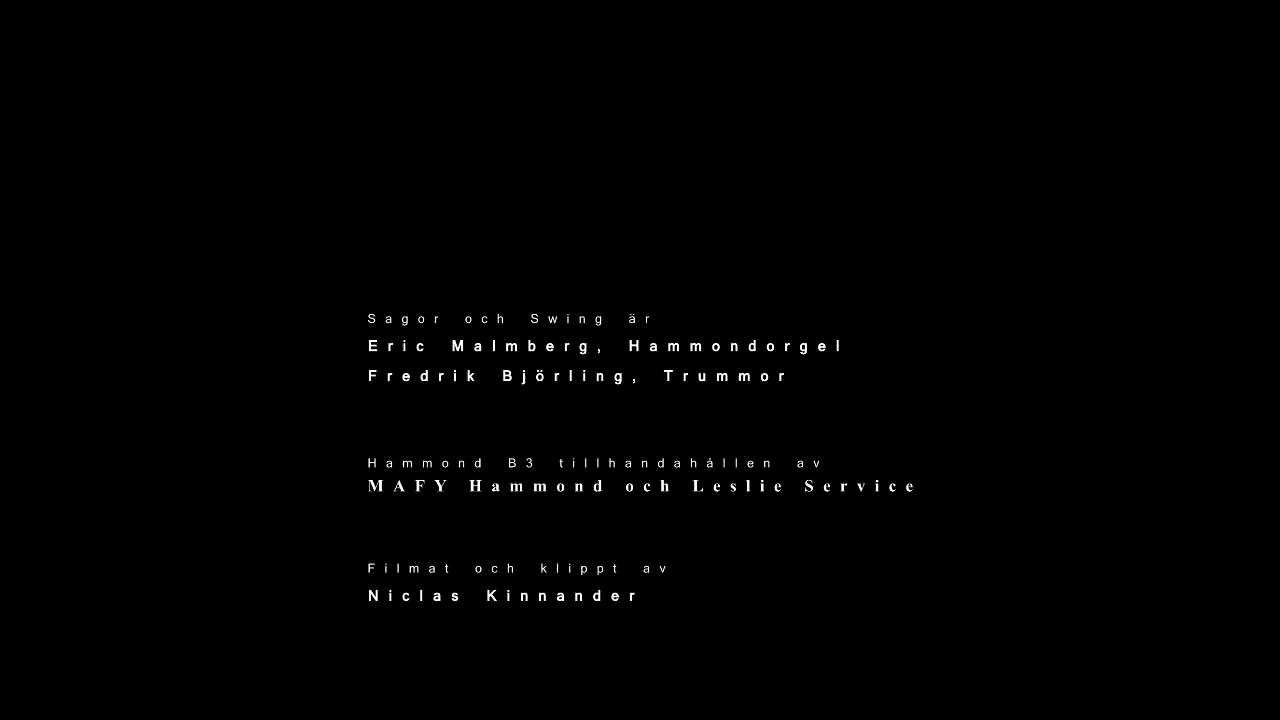 Sagor och Swing är
Eric Malmberg, Hammondorgel
Fredrik Björling, Trummor
Hammond B3 tillhandahållen av
MAFY Hammond och Leslie Service
Filmat och klippt av
Niclas Kinnander